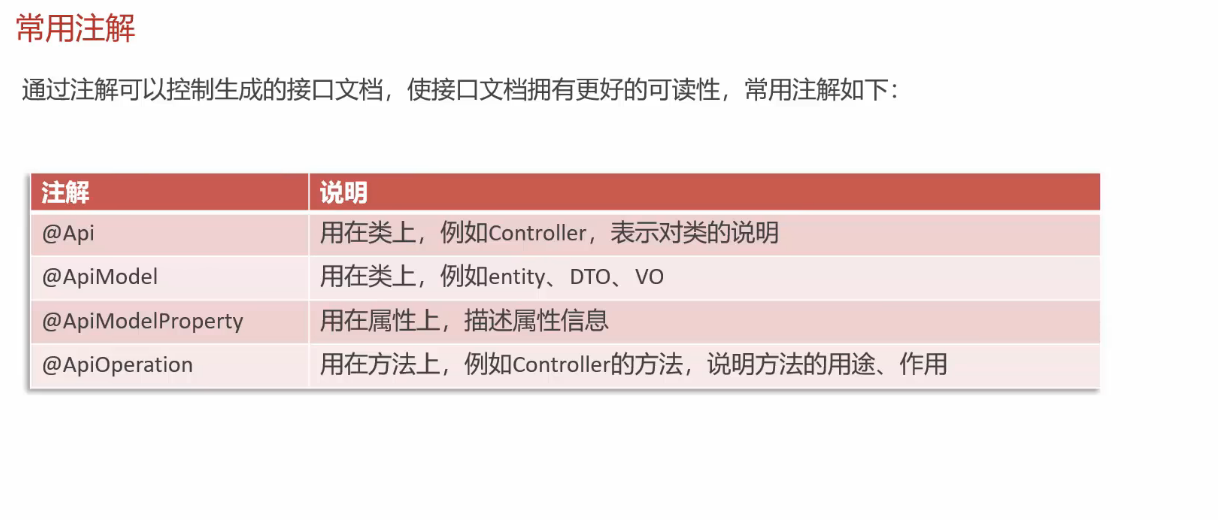 常用注解
通过注解可以控制生成的接口文档，使接口文档拥有更好的可读性，常用注解如下：
注解 说明
@Api 用在类上，例如Controller，表示对类的说明
@ApiModel 用在类上，例如entity、DTO、VO
@ApiModelProperty 用在属性上，描述属性信息
@ApiOperation 用在方法上，例如Controller的方法，说明方法的用途、作用